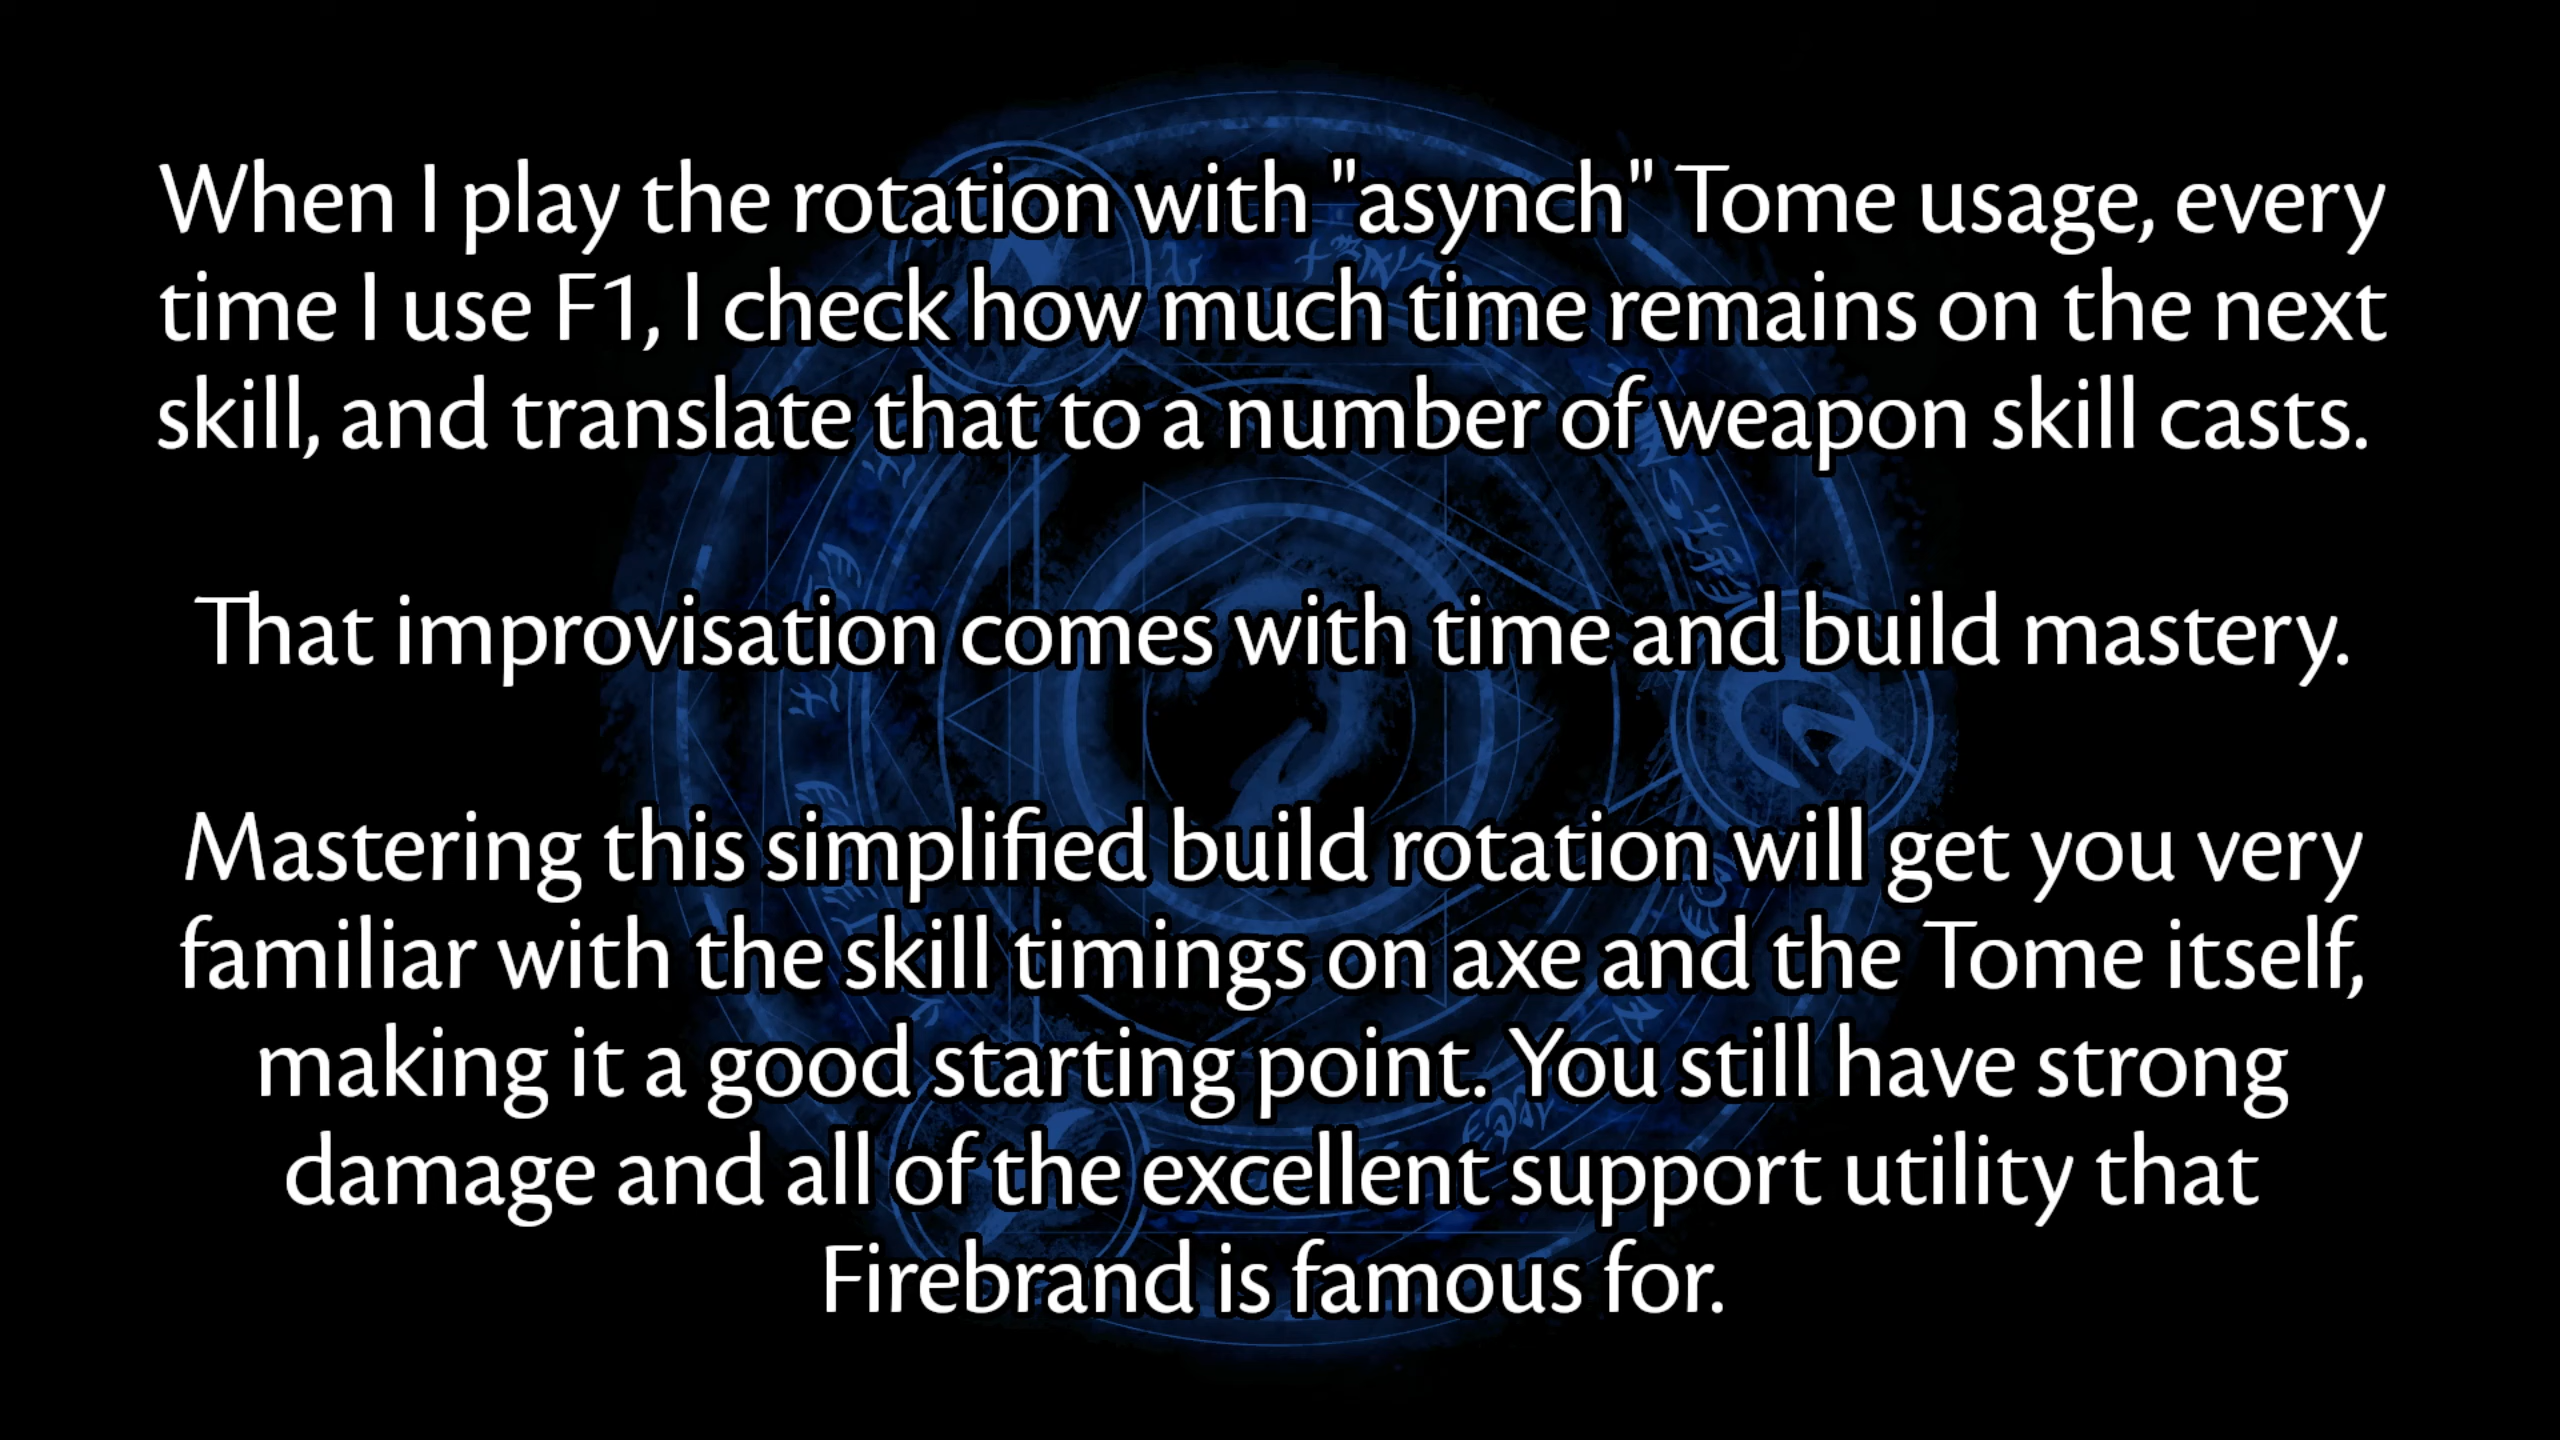 When I play the rotation with "asynch" Tome usage, every
time I use F1, I check how much time remains on the next
skill, and translate that to a number of weapon skill casts.
That improvisation comes with time and build mastery.
Mastering this simplified build rotation will get you very
familiar with the skill timings on axe and the Tome itself,
making it a good starting point. You still have strong
damage and all of the excellent support utility that
Firebrand is famous for.